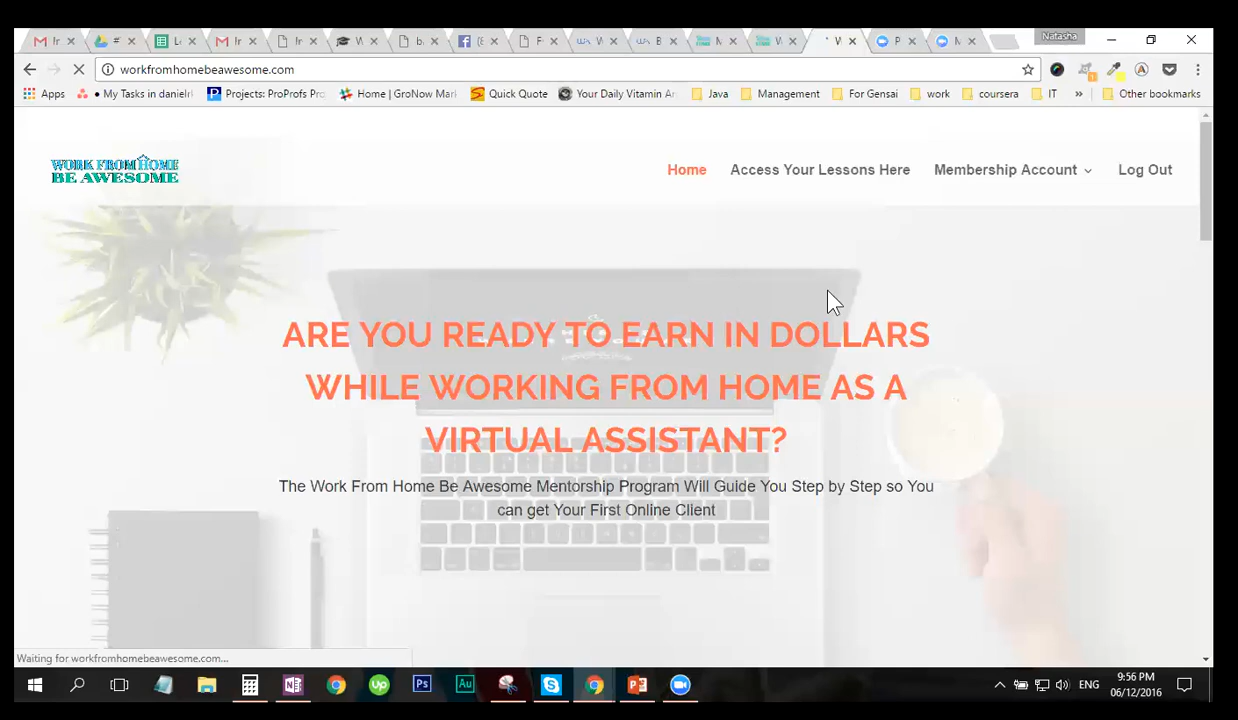 Natasha
workfromhomebeawesome.com
Apps
• My Tasks in danielr
Projects: ProProfs Pro
Home | GroNow Mark
Quick Quote
Your Daily Vitamin Ar
Java
Management
For Gensai
work
coursera
IT
»
Other bookmarks
WORK FROM HOME
BE AWESOME
Home
Access Your Lessons Here
Membership Account
Log Out
ARE YOU READY TO EARN IN DOLLARS
WHILE WORKING FROM HOME AS A
VIRTUAL ASSISTANT?
The Work From Home Be Awesome Mentorship Program Will Guide You Step by Step so You
can get Your First Online Client
Waiting for workfromhomebeawesome.com...
ENG
9:56 PM
06/12/2016